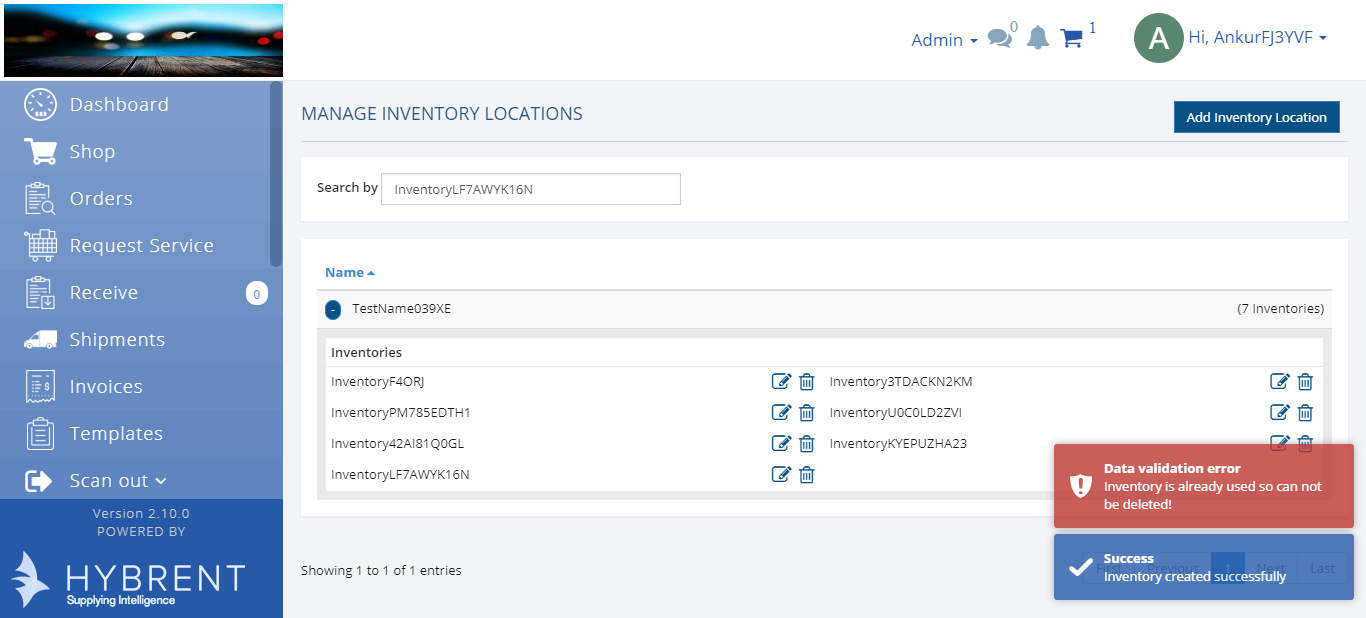 Admin
0
1
A
Hi, AnkurFJ3YVF
Dashboard
Shop
Orders
Request Service
Receive
0
Shipments
Invoices
Templates
Scan out
Version 2.10.0
POWERED BY
HYBRENT
Supplying Intelligence
MANAGE INVENTORY LOCATIONS
Add Inventory Location
Search by InventoryLF7AWYK16N
Name
- TestName039XE (7 Inventories)
Inventories
InventoryF4ORJ Inventory3TDACKN2KM
InventoryPM785EDTH1 InventoryU0C0LD2ZVI
Inventory42AI81Q0GL InventoryKYEPUZHA23
InventoryLF7AWYK16N
Data validation error
Inventory is already used so can not
be deleted!
Success
Inventory created successfully
Showing 1 to 1 of 1 entries
First Previous 1 Next Last